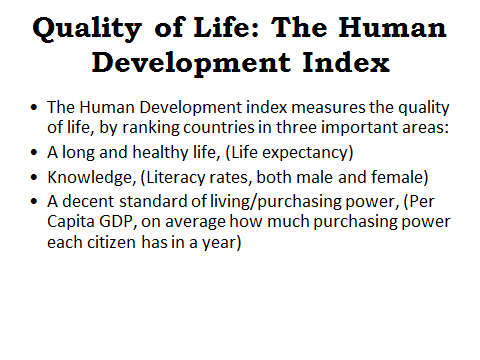 Quality of Life: The Human
Development Index
• The Human Development index measures the quality
of life, by ranking countries in three important areas:
• A long and healthy life, (Life expectancy)
• Knowledge, (Literacy rates, both male and female)
• A decent standard of living/purchasing power, (Per
Capita GDP, on average how much purchasing power
each citizen has in a year)